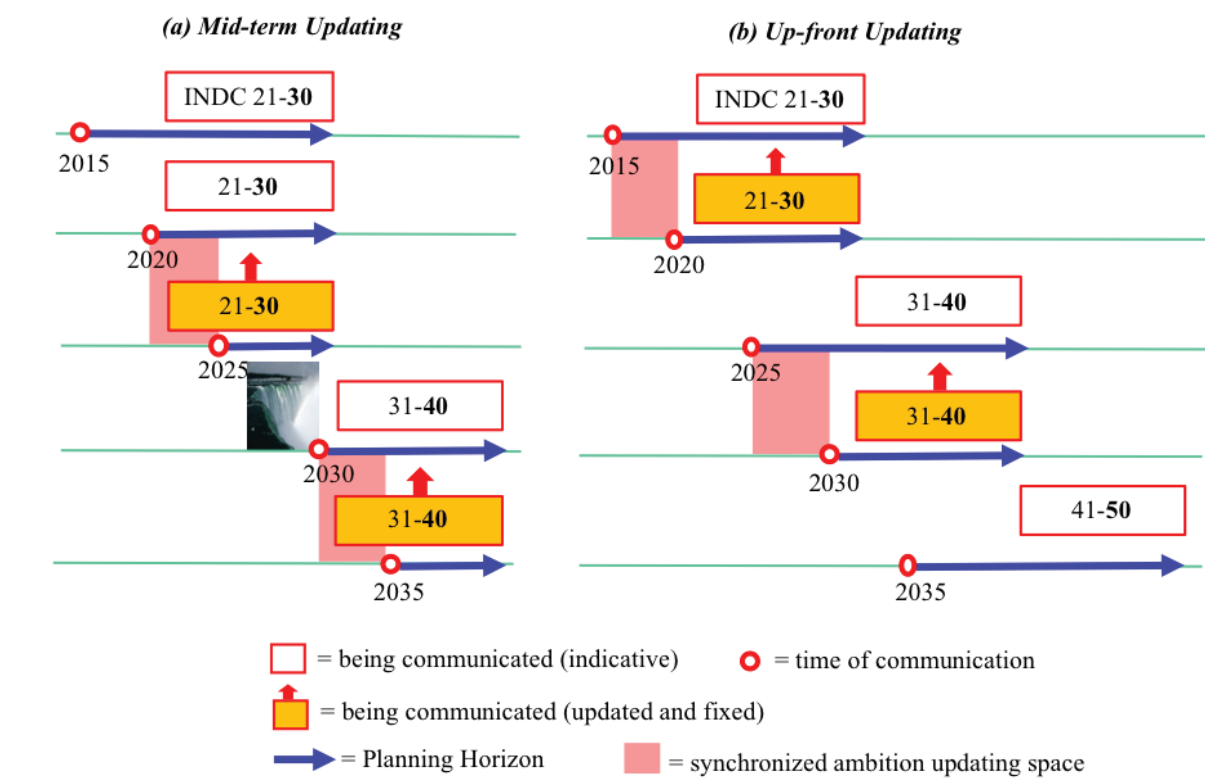 (a) Mid-term Updating
INDC 21-30
2015
21-30
2020
21-30
2025
31-40
2030
31-40
2035
(b) Up-front Updating
INDC 21-30
2015
21-30
2020
31-40
2025
31-40
2030
41-50
2035
= being communicated (indicative)
= time of communication
= being communicated (updated and fixed)
= Planning Horizon
= synchronized ambition updating space